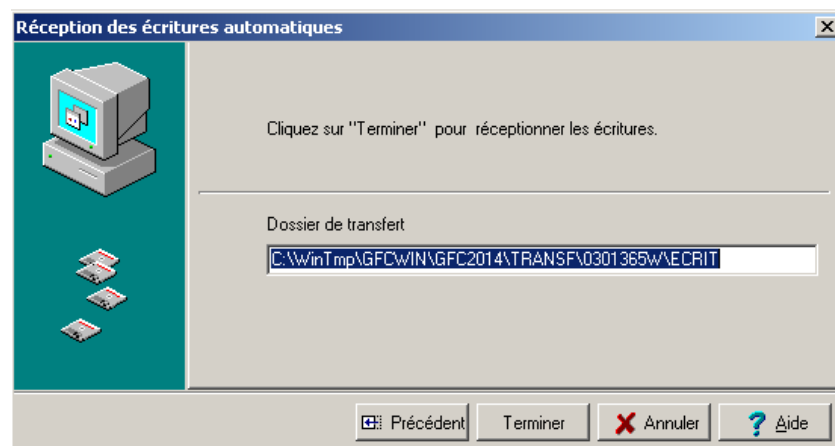 Réception des écritures automatiques
Cliquez sur "Terminer" pour réceptionner les écritures.
Dossier de transfert
C:\WinTmp\GFCWIN\GFC2014\TRANSF\0301365W\ECRIT
Précédent Terminer Annuler Aide